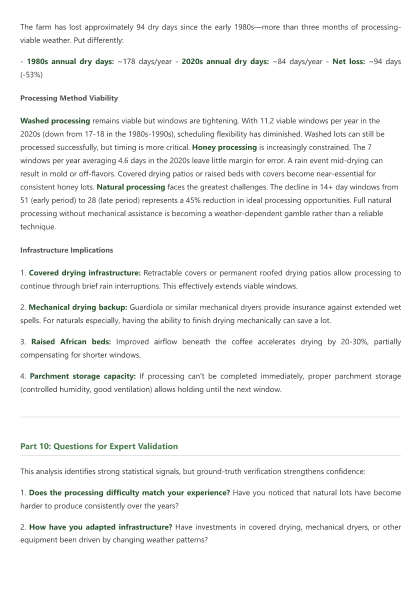 The farm has lost approximately 94 dry days since the early 1980s—more than three months of processing-
viable weather. Put differently:
- 1980s annual dry days: ~178 days/year - 2020s annual dry days: ~84 days/year - Net loss: ~94 days
(-53%)
Processing Method Viability
Washed processing remains viable but windows are tightening. With 11.2 viable windows per year in the
2020s (down from 17-18 in the 1980s-1990s), scheduling flexibility has diminished. Washed lots can still be
processed successfully, but timing is more critical. Honey processing is increasingly constrained. The 7
windows per year averaging 4.6 days in the 2020s leave little margin for error. A rain event mid-drying can
result in mold or off-flavors. Covered drying patios or raised beds with covers become near-essential for
consistent honey lots. Natural processing faces the greatest challenges. The decline in 14+ day windows from
51 (early period) to 28 (late period) represents a 45% reduction in ideal processing opportunities. Full natural
processing without mechanical assistance is becoming a weather-dependent gamble rather than a reliable
technique.
Infrastructure Implications
1. Covered drying infrastructure: Retractable covers or permanent roofed drying patios allow processing to
continue through brief rain interruptions. This effectively extends viable windows.
2. Mechanical drying backup: Guardiola or similar mechanical dryers provide insurance against extended wet
spells. For naturals especially, having the ability to finish drying mechanically can save a lot.
3. Raised African beds: Improved airflow beneath the coffee accelerates drying by 20-30%, partially
compensating for shorter windows.
4. Parchment storage capacity: If processing can't be completed immediately, proper parchment storage
(controlled humidity, good ventilation) allows holding until the next window.
Part 10: Questions for Expert Validation
This analysis identifies strong statistical signals, but ground-truth verification strengthens confidence:
1. Does the processing difficulty match your experience? Have you noticed that natural lots have become
harder to produce consistently over the years?
2. How have you adapted infrastructure? Have investments in covered drying, mechanical dryers, or other
equipment been driven by changing weather patterns?